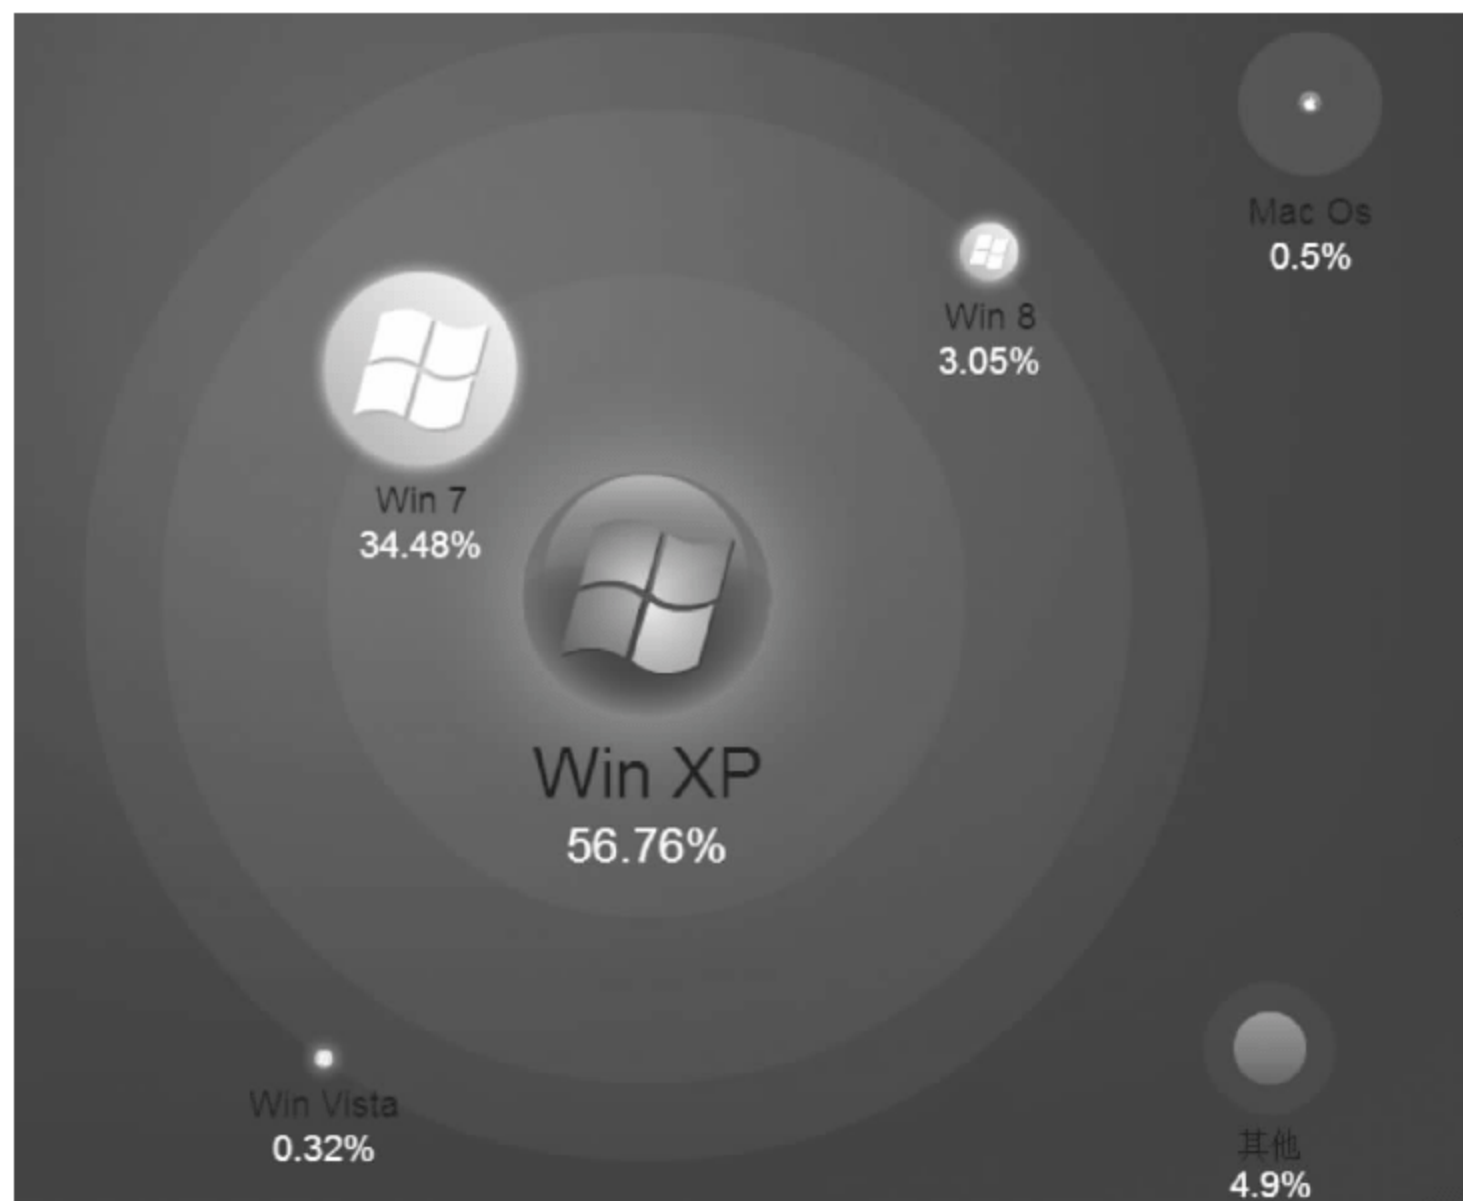 Mac Os
0.5%
Win 8
3.05%
Win 7
34.48%
Win XP
56.76%
Win Vista
0.32%
其他
4.9%